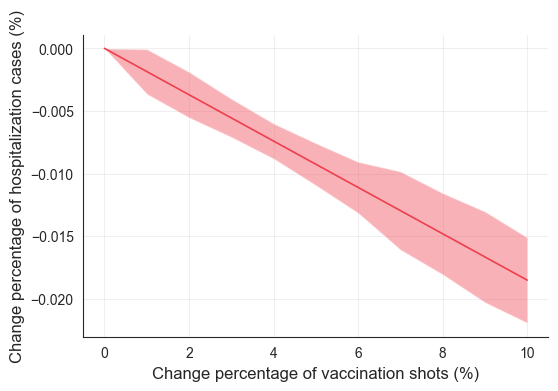 Change percentage of hospitalization cases (%)
0.000
−0.005
−0.010
−0.015
−0.020
0 2 4 6 8 10
Change percentage of vaccination shots (%)